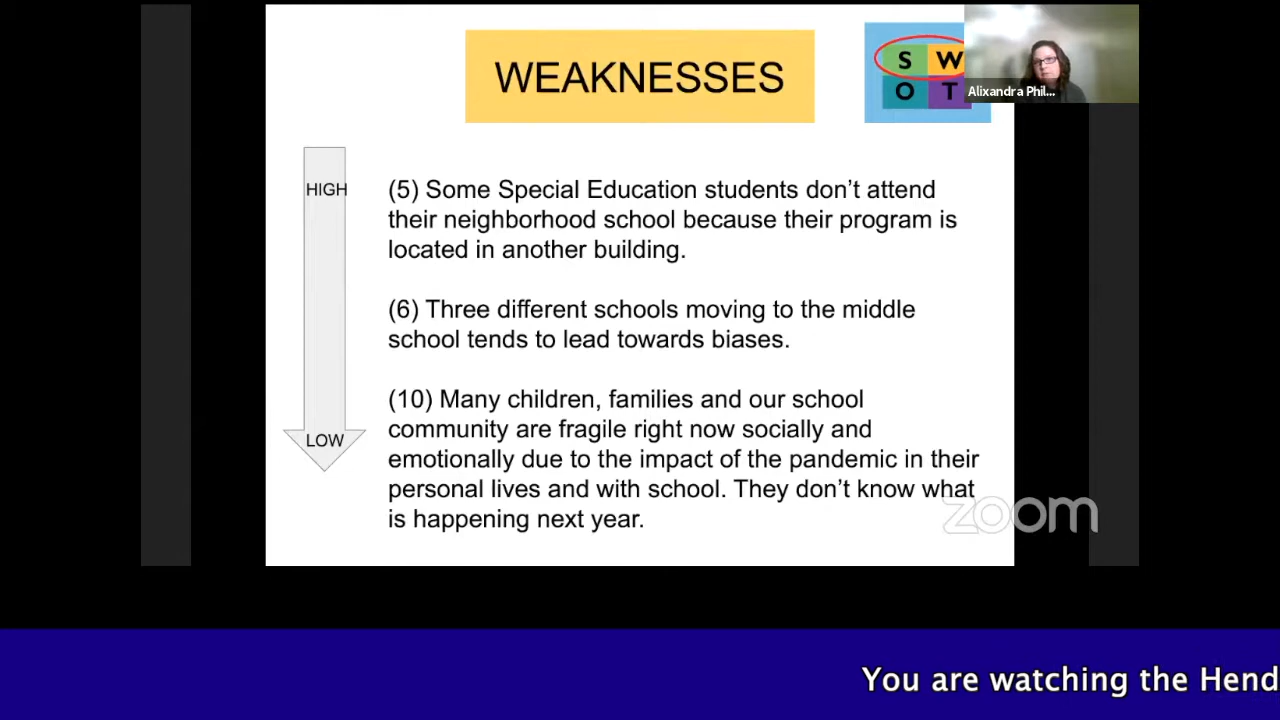 WEAKNESSES
S W
O T
Alixandra Phil...
HIGH
(5) Some Special Education students don’t attend
their neighborhood school because their program is
located in another building.
(6) Three different schools moving to the middle
school tends to lead towards biases.
(10) Many children, families and our school
community are fragile right now socially and
LOW
emotionally due to the impact of the pandemic in their
personal lives and with school. They don’t know what
is happening next year.
zoom
You are watching the Hend